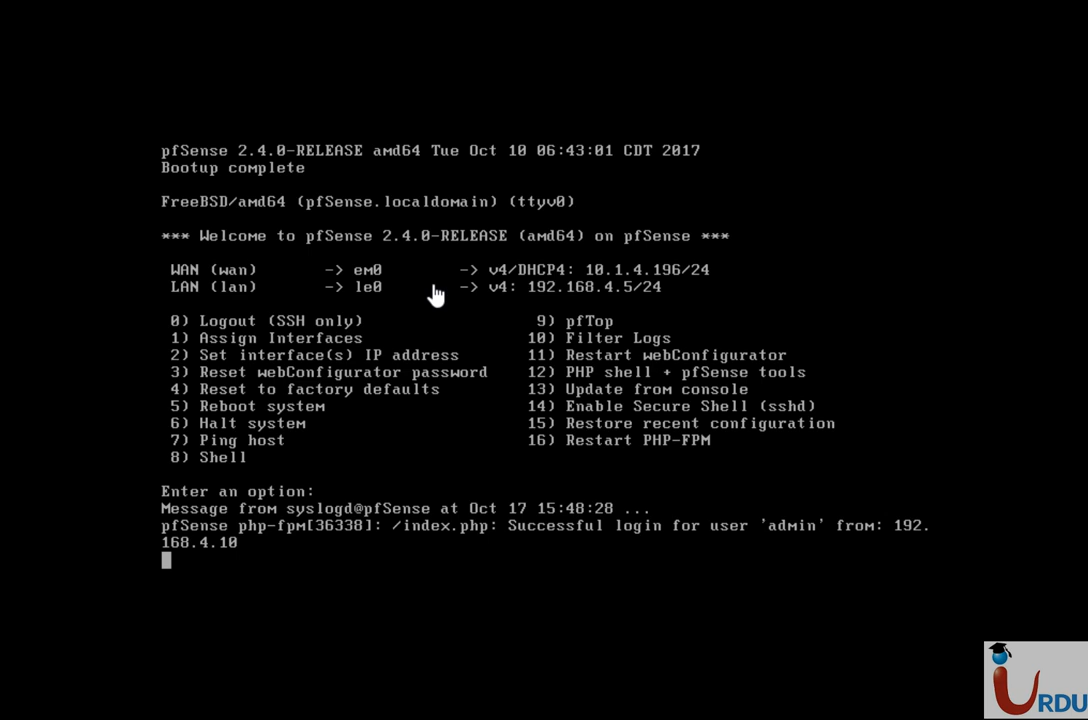 pfSense 2.4.0-RELEASE amd64 Tue Oct 10 06:43:01 CDT 2017
Bootup complete
FreeBSD/amd64 (pfSense.localdomain) (ttyv0)
*** Welcome to pfSense 2.4.0-RELEASE (amd64) on pfSense ***
WAN (wan) -> em0 -> v4/DHCP4: 10.1.4.196/24
LAN (lan) -> le0 -> v4: 192.168.4.5/24
0) Logout (SSH only) 9) pfTop
1) Assign Interfaces 10) Filter Logs
2) Set interface(s) IP address 11) Restart webConfigurator
3) Reset webConfigurator password 12) PHP shell + pfSense tools
4) Reset to factory defaults 13) Update from console
5) Reboot system 14) Enable Secure Shell (sshd)
6) Halt system 15) Restore recent configuration
7) Ping host 16) Restart PHP-FPM
8) Shell
Enter an option:
Message from syslogd@pfSense at Oct 17 15:48:28 ...
pfSense php-fpm[36338]: /index.php: Successful login for user 'admin' from: 192.
168.4.10
iURDU